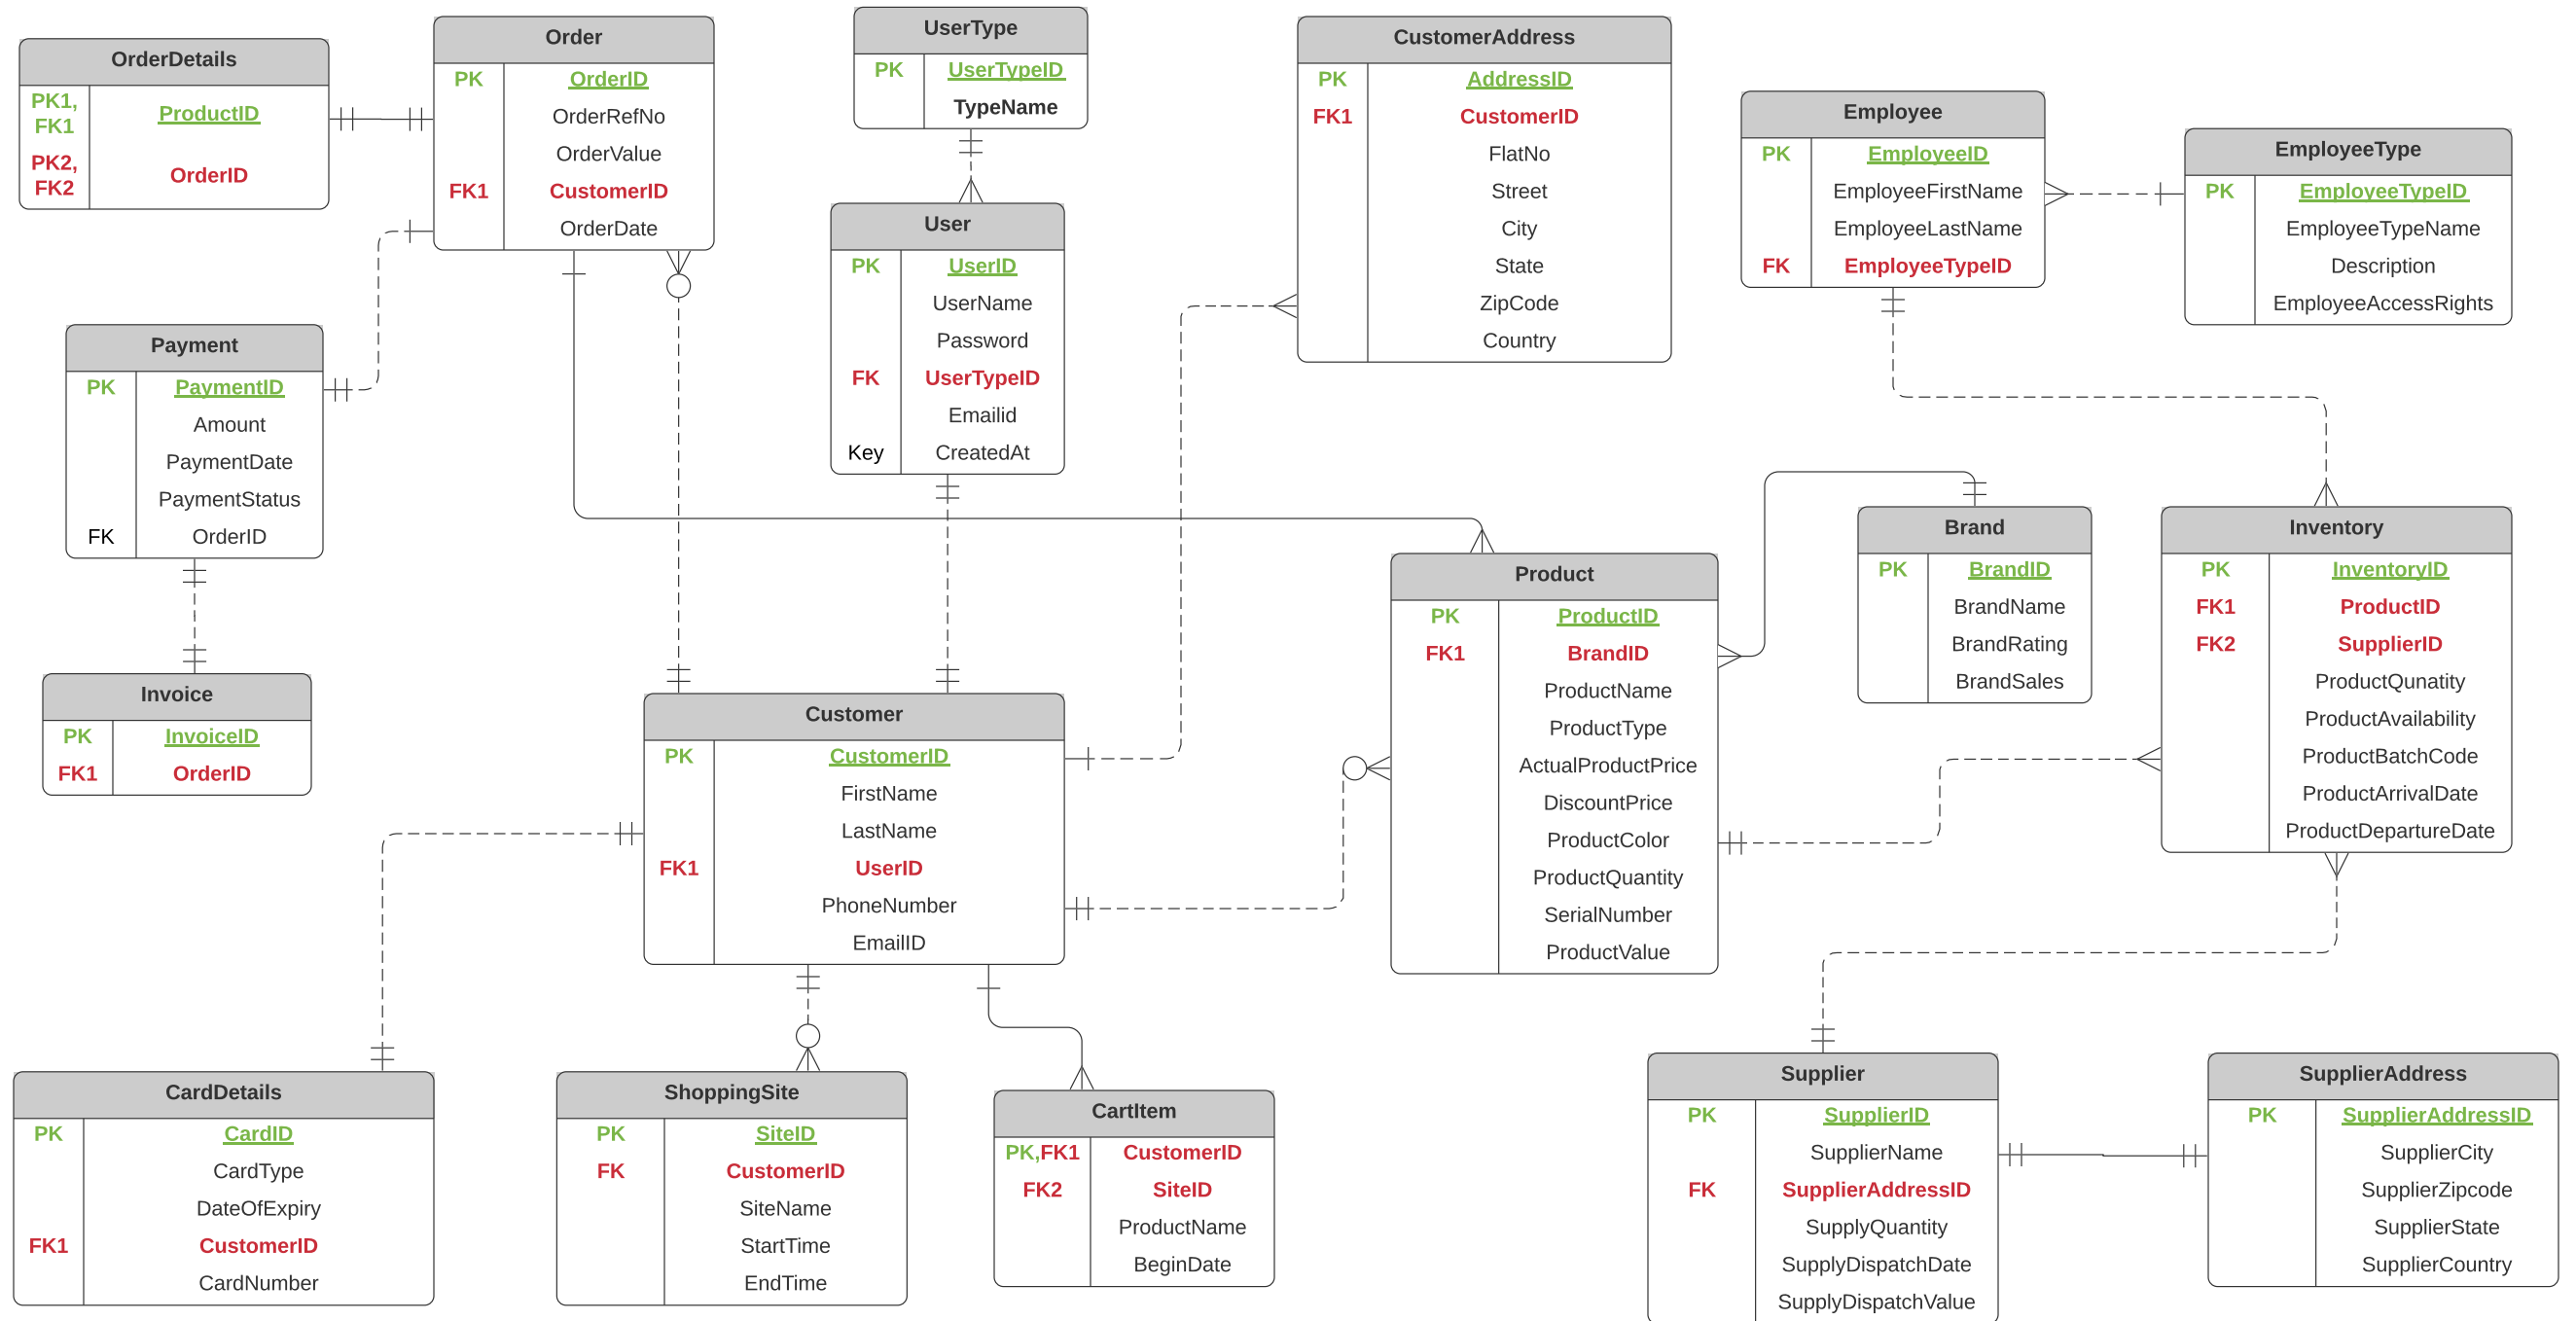 OrderDetails
PK1,
FK1
ProductID
PK2,
FK2
OrderID
Order
PK OrderID
OrderRefNo
OrderValue
FK1 CustomerID
OrderDate
UserType
PK UserTypeID
TypeName
CustomerAddress
PK AddressID
FK1 CustomerID
FlatNo
Street
City
State
ZipCode
Country
Employee
PK EmployeeID
EmployeeFirstName
EmployeeLastName
FK EmployeeTypeID
EmployeeType
PK EmployeeTypeID
EmployeeTypeName
Description
EmployeeAccessRights
User
PK UserID
UserName
Password
FK UserTypeID
Emailid
Key CreatedAt
Payment
PK PaymentID
Amount
PaymentDate
PaymentStatus
FK OrderID
Invoice
PK InvoiceID
FK1 OrderID
Customer
PK CustomerID
FirstName
LastName
FK1 UserID
PhoneNumber
EmailID
Product
PK ProductID
FK1 BrandID
ProductName
ProductType
ActualProductPrice
DiscountPrice
ProductColor
ProductQuantity
SerialNumber
ProductValue
Brand
PK BrandID
BrandName
BrandRating
BrandSales
Inventory
PK InventoryID
FK1 ProductID
FK2 SupplierID
ProductQunatity
ProductAvailability
ProductBatchCode
ProductArrivalDate
ProductDepartureDate
CardDetails
PK CardID
CardType
DateOfExpiry
FK1 CustomerID
CardNumber
ShoppingSite
PK SiteID
FK CustomerID
SiteName
StartTime
EndTime
CartItem
PK,FK1 CustomerID
FK2 SiteID
ProductName
BeginDate
Supplier
PK SupplierID
SupplierName
FK SupplierAddressID
SupplyQuantity
SupplyDispatchDate
SupplyDispatchValue
SupplierAddress
PK SupplierAddressID
SupplierCity
SupplierZipcode
SupplierState
SupplierCountry